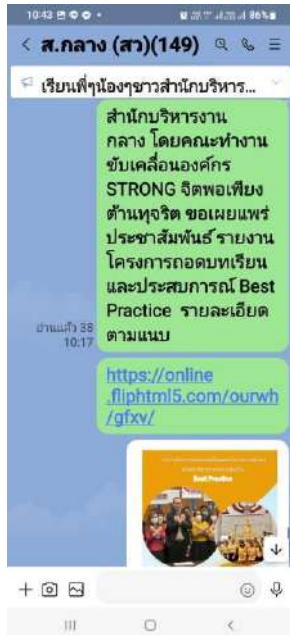 10:43
86%
< ส.กลาง (สว)(149)
เรียนพี่ๆน้องๆชาวสำนักบริหาร...
สำนักบริหารงาน
กลาง โดยคณะทำงาน
ขับเคลื่อนองค์กร
STRONG จิตพอเพียง
ต้านทุจริต ขอเผยแพร่
ประชาสัมพันธ์ รายงาน
โครงการถอดบทเรียน
และประสบการณ์ Best
Practice รายละเอียด
ตามแนบ
อ่านแล้ว 38
10:17
https://online
.fliphtml5.com/ourwh
/gfxv/
Best Practice